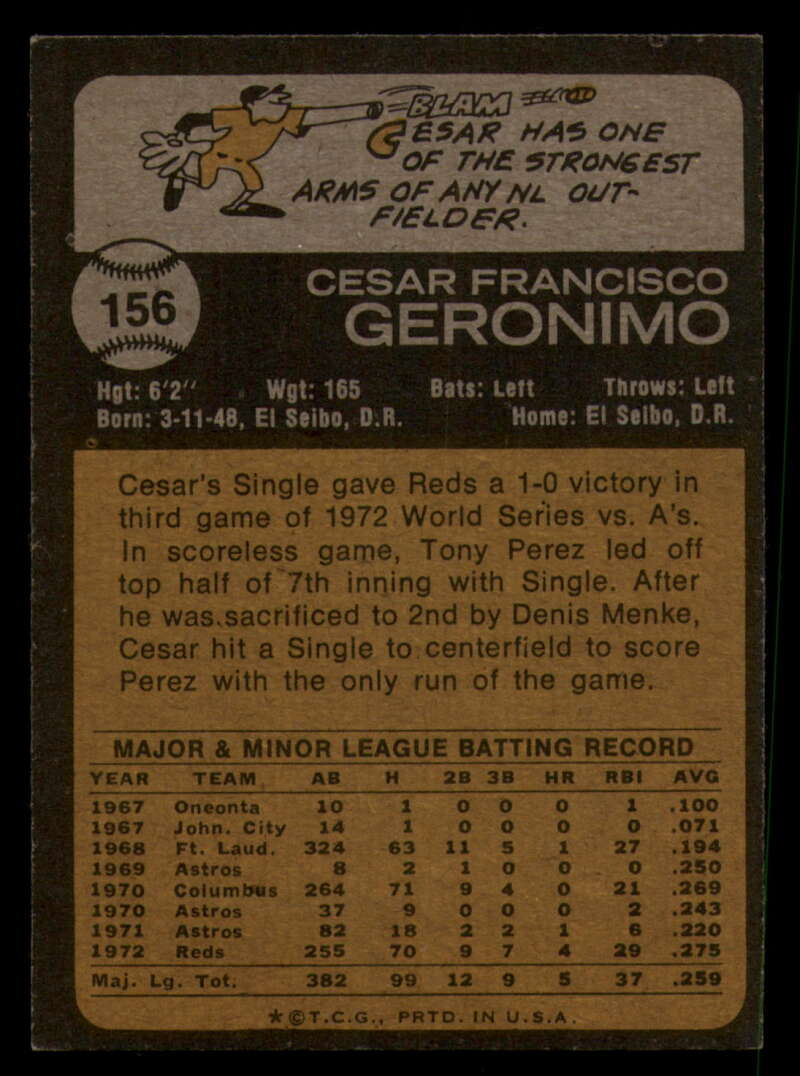 BLAM
CESAR HAS ONE
OF THE STRONGEST
ARMS OF ANY NL OUT-
FIELDER.
156
CESAR FRANCISCO
GERONIMO
Hgt: 6'2" Wgt: 165 Bats: Left Throws: Left
Born: 3-11-48, El Seibo, D.R. Home: El Seibo, D.R.
Cesar's Single gave Reds a 1-0 victory in
third game of 1972 World Series vs. A's.
In scoreless game, Tony Perez led off
top half of 7th inning with Single. After
he was sacrificed to 2nd by Denis Menke,
Cesar hit a Single to centerfield to score
Perez with the only run of the game.
MAJOR & MINOR LEAGUE BATTING RECORD
YEAR TEAM AB H 2B 3B HR RBI AVG
1967 Oneonta 10 1 0 0 0 1 .100
1967 John. City 14 1 0 0 0 0 .071
1968 Ft. Laud. 324 63 11 5 1 27 .194
1969 Astros 8 2 1 0 0 0 .250
1970 Columbus 264 71 9 4 0 21 .269
1970 Astros 37 9 0 0 0 2 .243
1971 Astros 82 18 2 2 1 6 .220
1972 Reds 255 70 9 7 4 29 .275
Maj. Lg. Tot. 382 99 12 9 5 37 .259
★©T.C.G., PRTD. IN U.S.A.